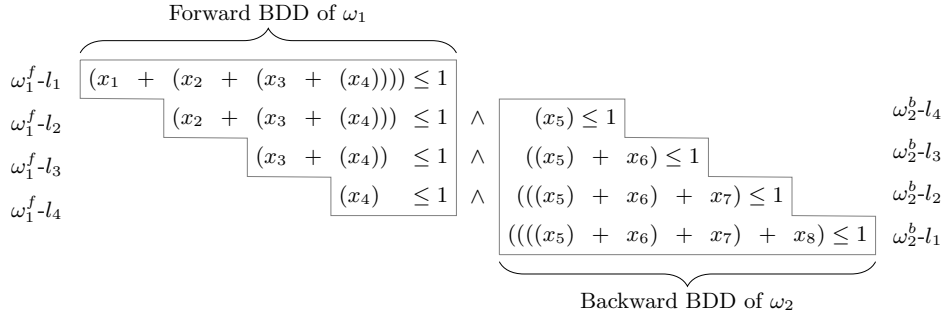 Forward BDD of ω₁
ω₁ᶠ-l₁ (x₁ + (x₂ + (x₃ + (x₄)))) ≤ 1
ω₁ᶠ-l₂ (x₂ + (x₃ + (x₄))) ≤ 1 ∧ (x₅) ≤ 1 ω₂ᵇ-l₄
ω₁ᶠ-l₃ (x₃ + (x₄)) ≤ 1 ∧ ((x₅) + x₆) ≤ 1 ω₂ᵇ-l₃
ω₁ᶠ-l₄ (x₄) ≤ 1 ∧ (((x₅) + x₆) + x₇) ≤ 1 ω₂ᵇ-l₂
((((x₅) + x₆) + x₇) + x₈) ≤ 1 ω₂ᵇ-l₁
Backward BDD of ω₂